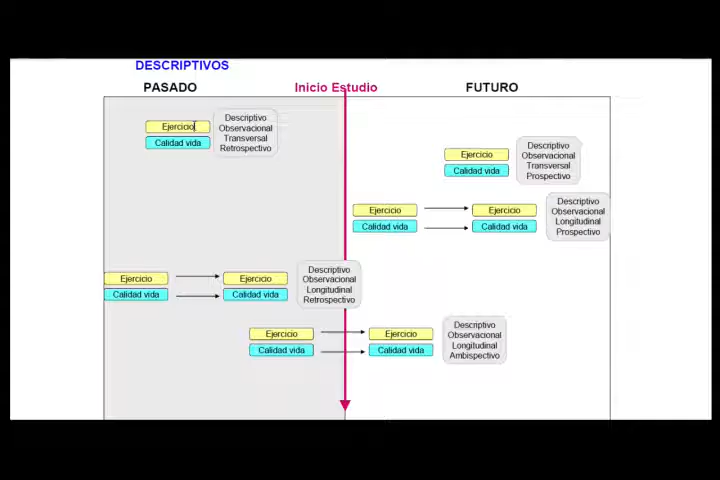 DESCRIPTIVOS
PASADO
Inicio Estudio
FUTURO
Ejercicio
Calidad vida
Descriptivo
Observacional
Transversal
Retrospectivo
Ejercicio
Calidad vida
Descriptivo
Observacional
Transversal
Prospectivo
Ejercicio
Calidad vida
Ejercicio
Calidad vida
Descriptivo
Observacional
Longitudinal
Prospectivo
Ejercicio
Calidad vida
Ejercicio
Calidad vida
Descriptivo
Observacional
Longitudinal
Retrospectivo
Ejercicio
Calidad vida
Ejercicio
Calidad vida
Descriptivo
Observacional
Longitudinal
Ambispectivo